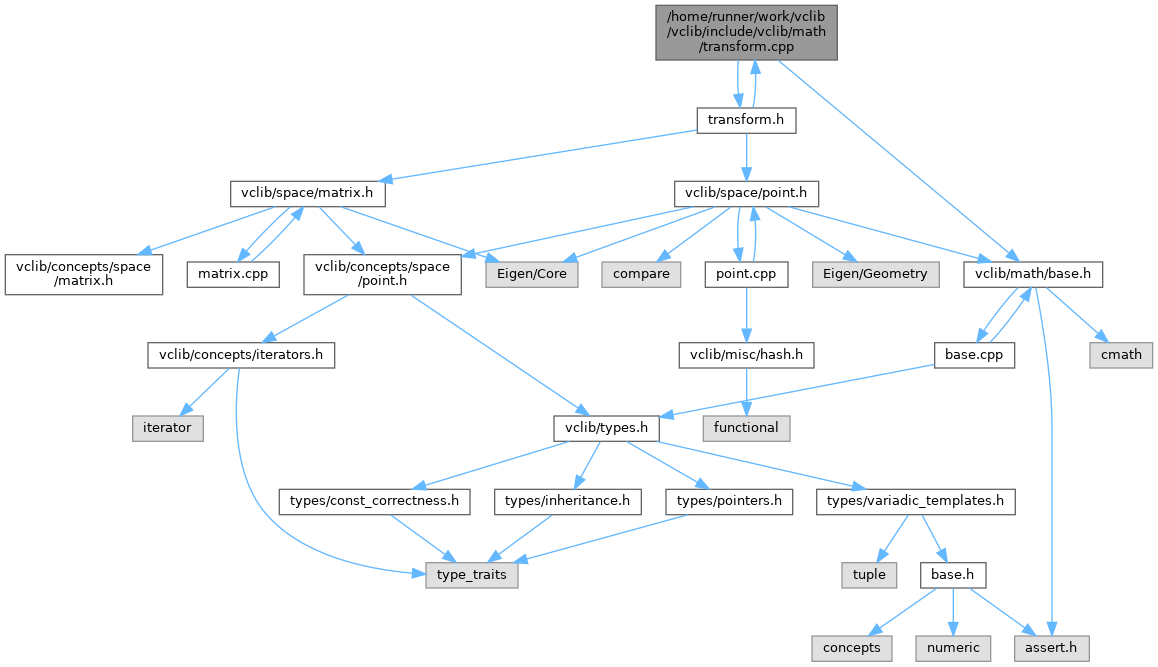 /home/runner/work/vclib
/vclib/include/vclib/math
/transform.cpp
transform.h
vclib/space/matrix.h
vclib/space/point.h
vclib/concepts/space
/matrix.h
matrix.cpp
vclib/concepts/space
/point.h
Eigen/Core
compare
point.cpp
Eigen/Geometry
vclib/math/base.h
vclib/concepts/iterators.h
vclib/misc/hash.h
base.cpp
cmath
iterator
vclib/types.h
functional
types/const_correctness.h
types/inheritance.h
types/pointers.h
types/variadic_templates.h
type_traits
tuple
base.h
concepts
numeric
assert.h